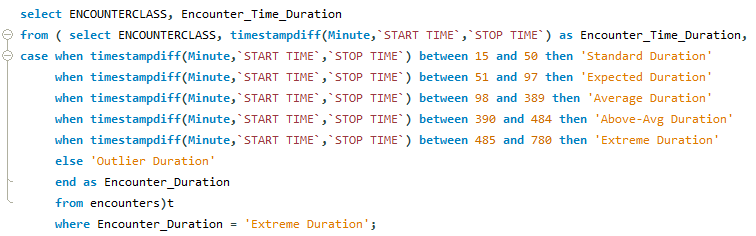 select ENCOUNTERCLASS, Encounter_Time_Duration
from ( select ENCOUNTERCLASS, timestampdiff(Minute,`START TIME`,`STOP TIME`) as Encounter_Time_Duration,
case when timestampdiff(Minute,`START TIME`,`STOP TIME`) between 15 and 50 then 'Standard Duration'
when timestampdiff(Minute,`START TIME`,`STOP TIME`) between 51 and 97 then 'Expected Duration'
when timestampdiff(Minute,`START TIME`,`STOP TIME`) between 98 and 389 then 'Average Duration'
when timestampdiff(Minute,`START TIME`,`STOP TIME`) between 390 and 484 then 'Above-Avg Duration'
when timestampdiff(Minute,`START TIME`,`STOP TIME`) between 485 and 780 then 'Extreme Duration'
else 'Outlier Duration'
end as Encounter_Duration
from encounters)t
where Encounter_Duration = 'Extreme Duration';